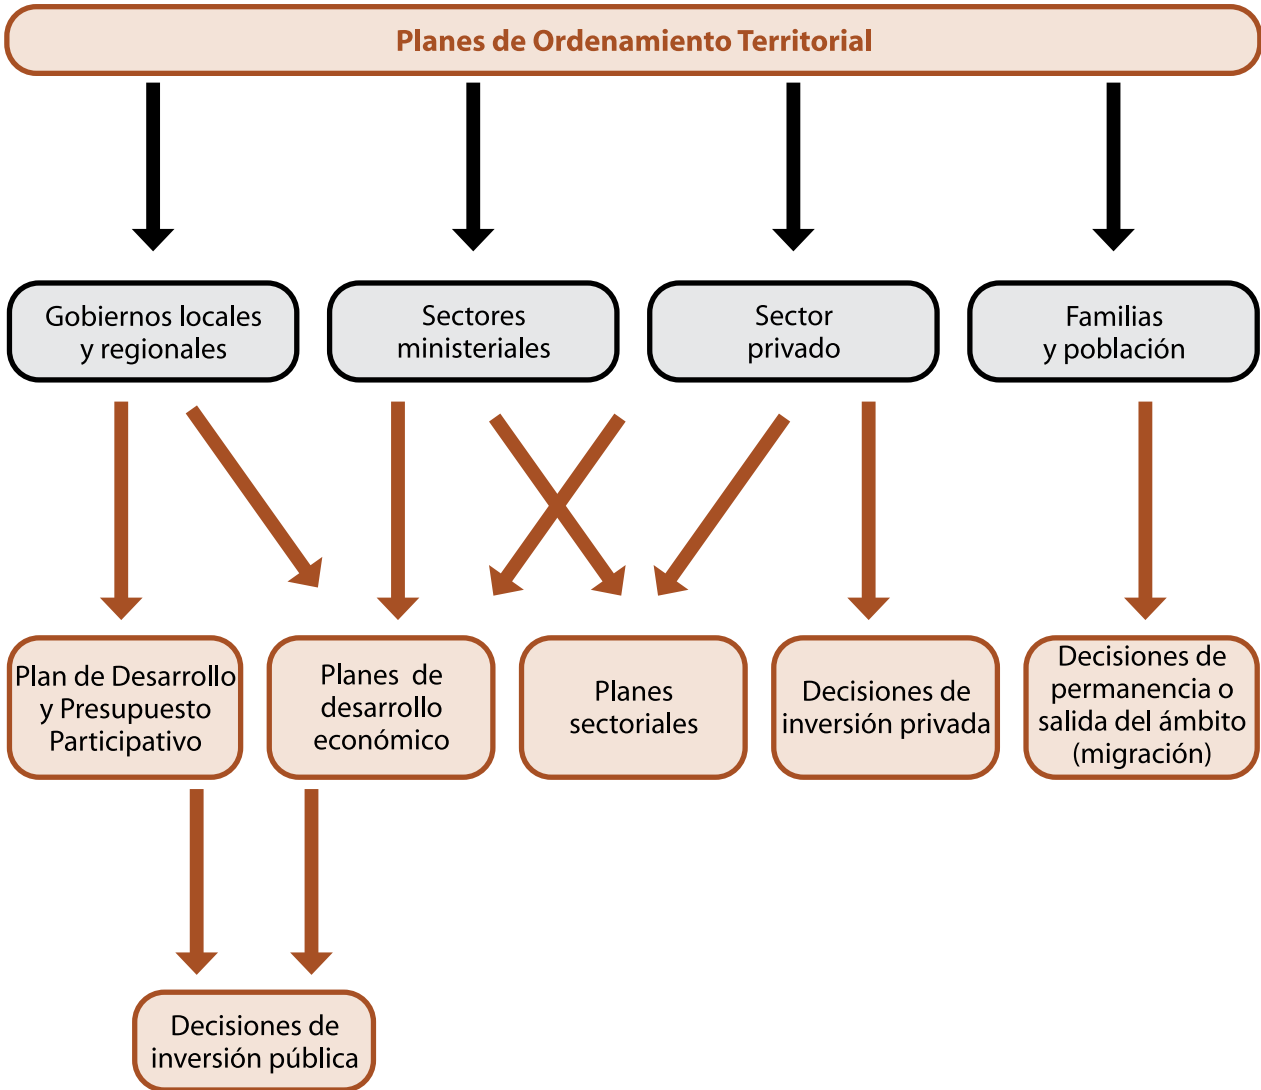 Planes de Ordenamiento Territorial
Gobiernos locales
y regionales
Sectores
ministeriales
Sector
privado
Familias
y población
Plan de Desarrollo
y Presupuesto
Participativo
Planes de
desarrollo
económico
Planes
sectoriales
Decisiones de
inversión privada
Decisiones de
permanencia o
salida del ámbito
(migración)
Decisiones de
inversión pública